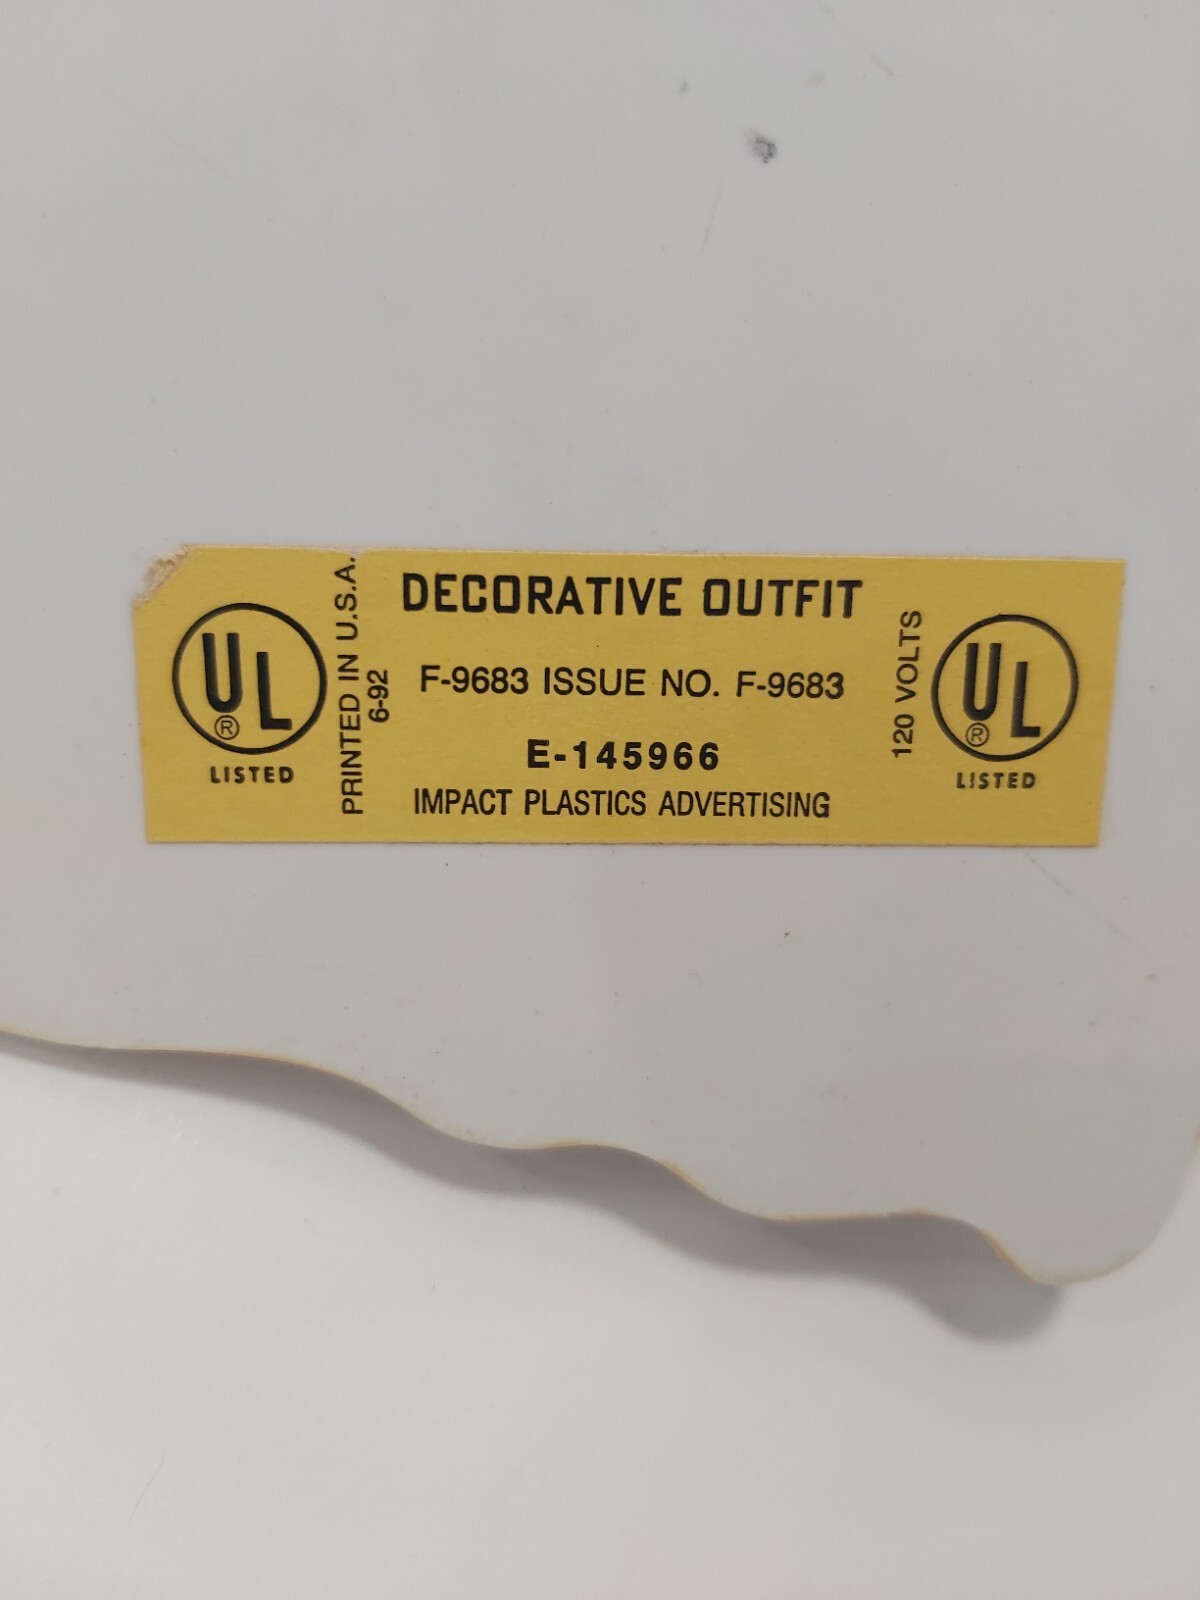 UL
®
LISTED
PRINTED IN U.S.A.
6-92
DECORATIVE OUTFIT
F-9683 ISSUE NO. F-9683
E-145966
IMPACT PLASTICS ADVERTISING
120 VOLTS
UL
®
LISTED